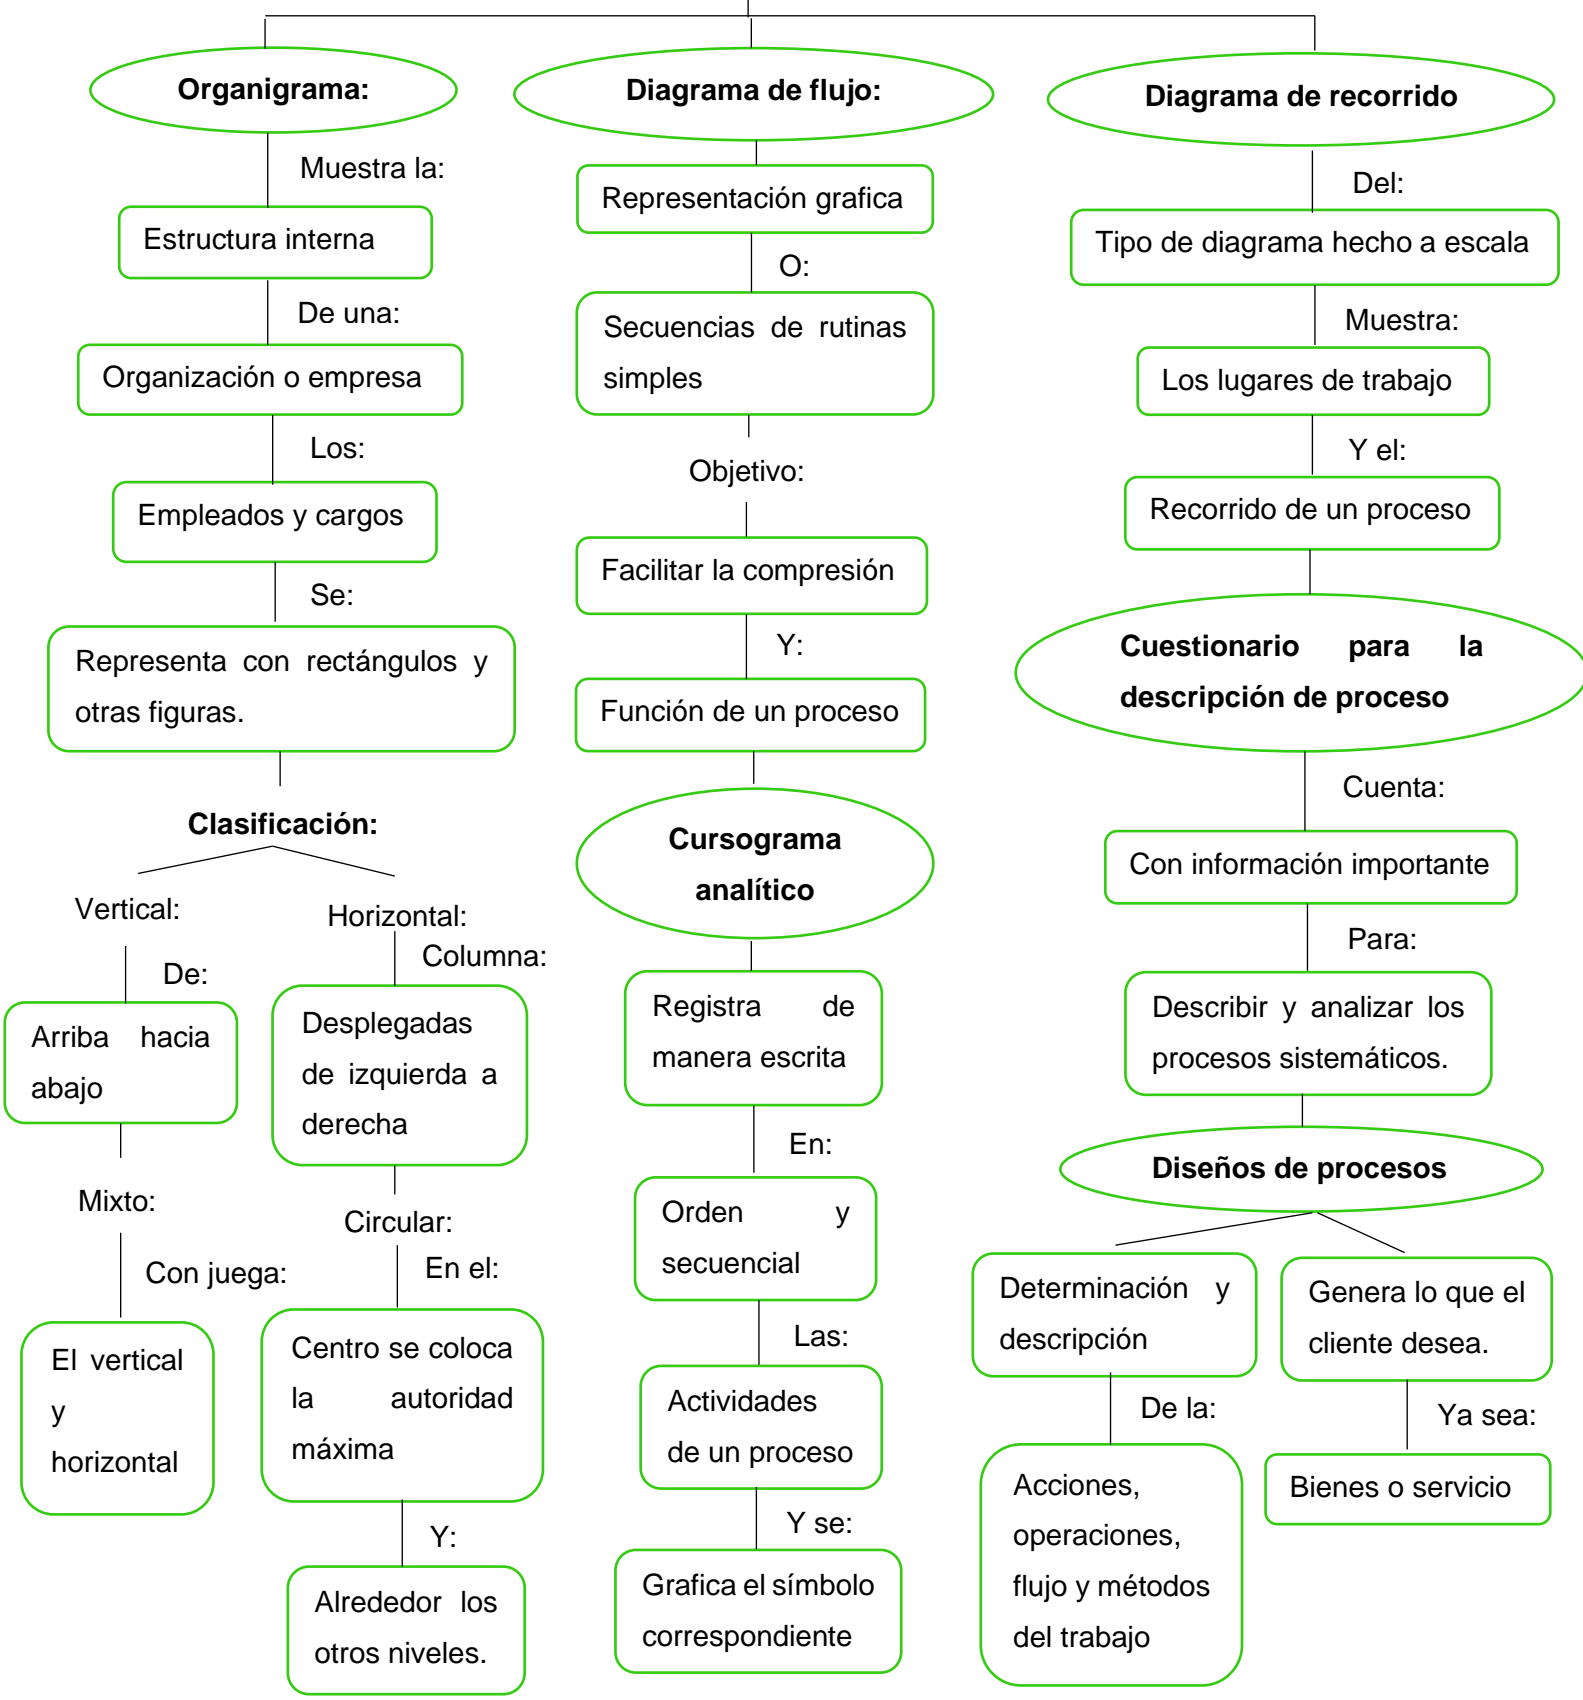 Organigrama:
Muestra la:
Estructura interna
De una:
Organización o empresa
Los:
Empleados y cargos
Se:
Representa con rectángulos y
otras figuras.
Clasificación:
Vertical:
De:
Arriba hacia
abajo
Mixto:
Con juega:
El vertical
y
horizontal
Horizontal:
Columna:
Desplegadas
de izquierda a
derecha
Circular:
En el:
Centro se coloca
la autoridad
máxima
Y:
Alrededor los
otros niveles.
Diagrama de flujo:
Representación grafica
O:
Secuencias de rutinas
simples
Objetivo:
Facilitar la compresión
Y:
Función de un proceso
Cursograma
analítico
Registra de
manera escrita
En:
Orden y
secuencial
Las:
Actividades
de un proceso
Y se:
Grafica el símbolo
correspondiente
Diagrama de recorrido
Del:
Tipo de diagrama hecho a escala
Muestra:
Los lugares de trabajo
Y el:
Recorrido de un proceso
Cuestionario para la
descripción de proceso
Cuenta:
Con información importante
Para:
Describir y analizar los
procesos sistemáticos.
Diseños de procesos
Determinación y
descripción
De la:
Acciones,
operaciones,
flujo y métodos
del trabajo
Genera lo que el
cliente desea.
Ya sea:
Bienes o servicio